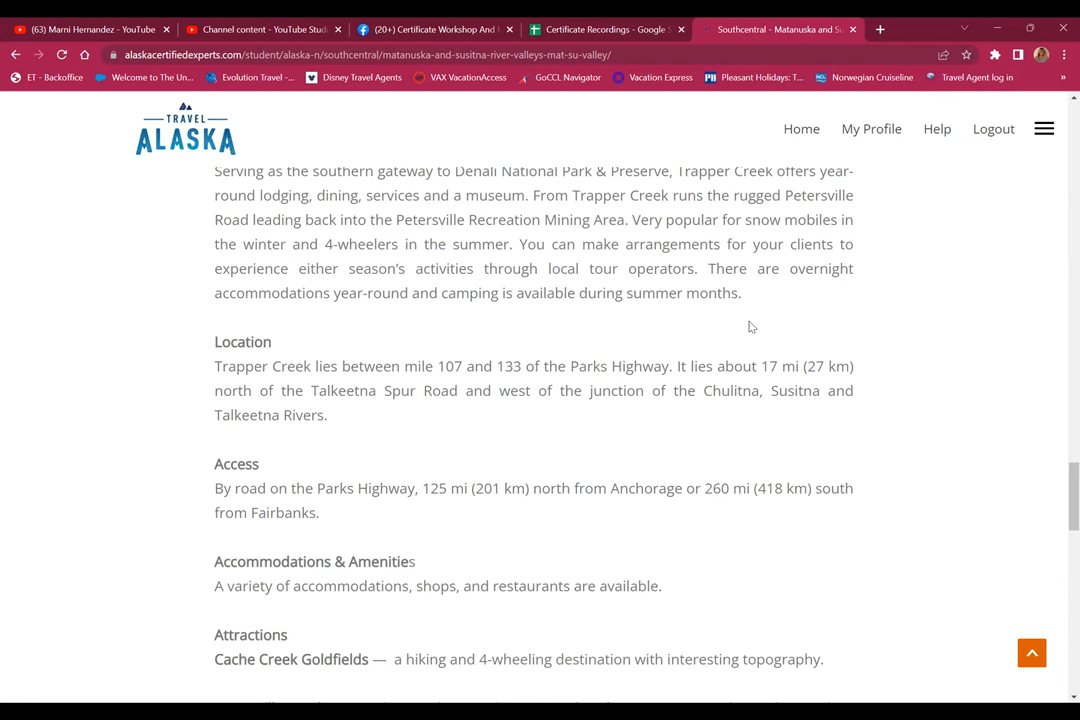 (63) Marni Hernandez - YouTube
Channel content - YouTube Studi
(20+) Certificate Workshop And
Certificate Recordings - Google S
Southcentral - Matanuska and Su
alaskacertifiedexperts.com/student/alaska-n/southcentral/matanuska-and-susitna-river-valleys-mat-su-valley/
ET - Backoffice
Welcome to The Un...
Evolution Travel -...
Disney Travel Agents
VAX VacationAccess
GoCCL Navigator
Vacation Express
Pleasant Holidays: T...
Norwegian Cruiseline
Travel Agent log in
TRAVEL
ALASKA
Home
My Profile
Help
Logout
Serving as the southern gateway to Denali National Park & Preserve, Trapper Creek offers year-
round lodging, dining, services and a museum. From Trapper Creek runs the rugged Petersville
Road leading back into the Petersville Recreation Mining Area. Very popular for snow mobiles in
the winter and 4-wheelers in the summer. You can make arrangements for your clients to
experience either season's activities through local tour operators. There are overnight
accommodations year-round and camping is available during summer months.
Location
Trapper Creek lies between mile 107 and 133 of the Parks Highway. It lies about 17 mi (27 km)
north of the Talkeetna Spur Road and west of the junction of the Chulitna, Susitna and
Talkeetna Rivers.
Access
By road on the Parks Highway, 125 mi (201 km) north from Anchorage or 260 mi (418 km) south
from Fairbanks.
Accommodations & Amenities
A variety of accommodations, shops, and restaurants are available.
Attractions
Cache Creek Goldfields — a hiking and 4-wheeling destination with interesting topography.